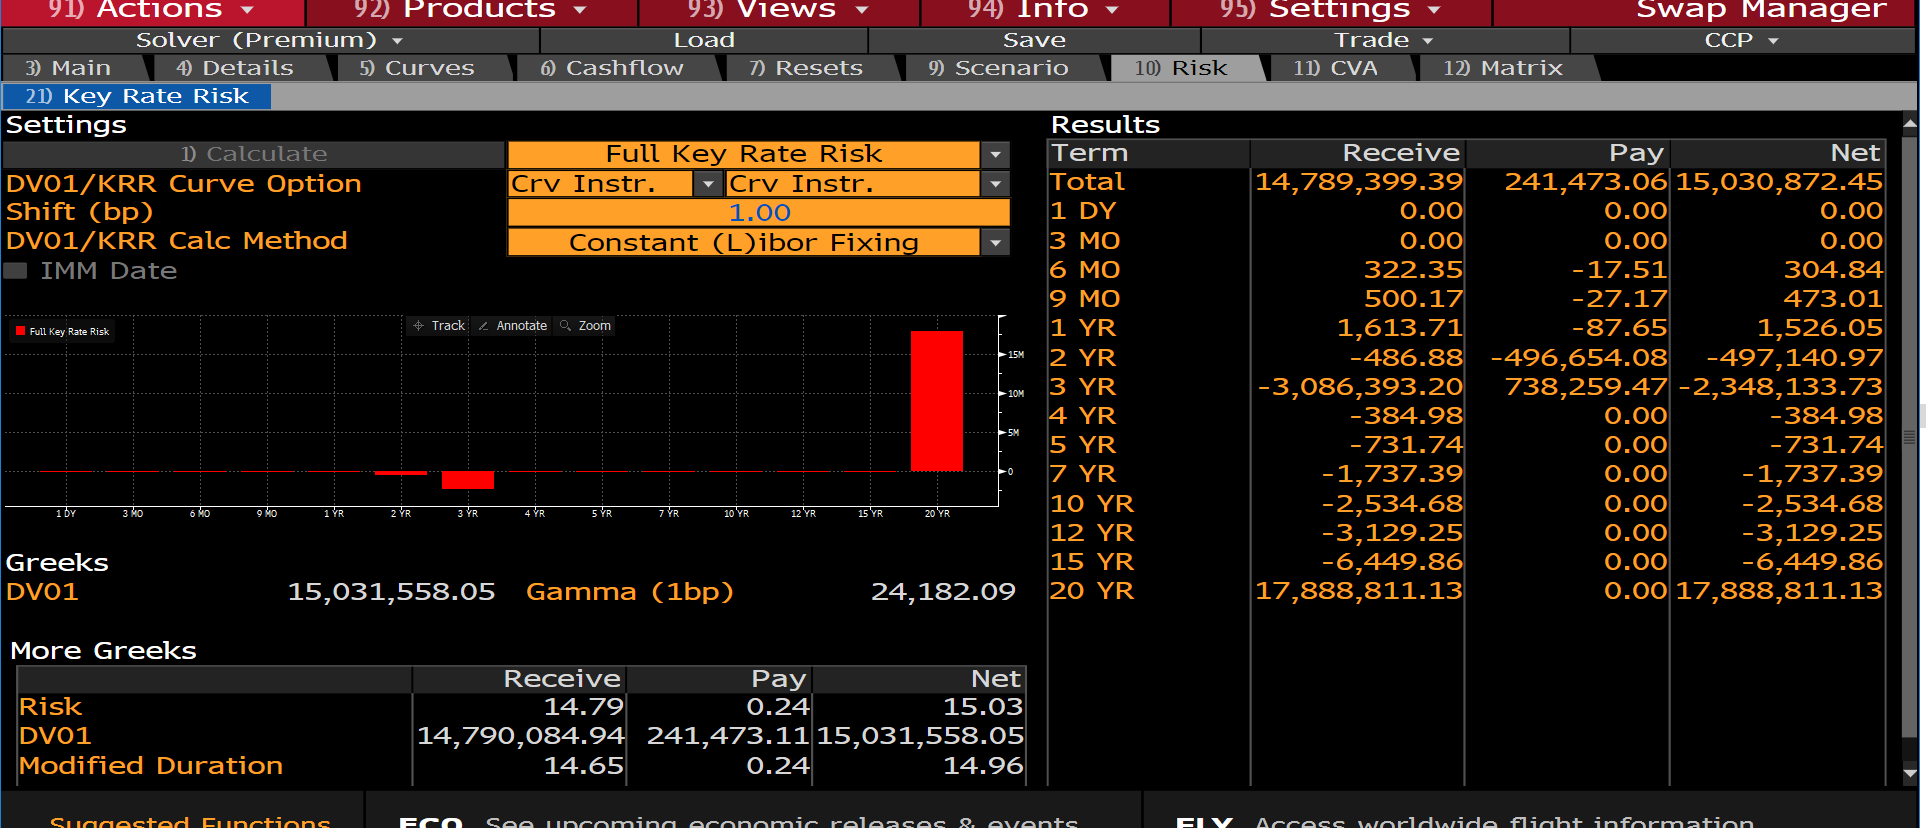 91) Actions 92) Products 93) Views 94) Info 95) Settings Swap Manager
Solver (Premium) Load Save Trade CCP
3) Main 4) Details 5) Curves 6) Cashflow 7) Resets 9) Scenario 10) Risk 11) CVA 12) Matrix
21) Key Rate Risk
Settings
1) Calculate Full Key Rate Risk
DV01/KRR Curve Option Crv Instr. Crv Instr.
Shift (bp) 1.00
DV01/KRR Calc Method Constant (L)ibor Fixing
IMM Date
Full Key Rate Risk
Track Annotate Zoom
15M
10M
5M
0
1 DY 3 MO 6 MO 9 MO 1 YR 2 YR 3 YR 4 YR 5 YR 7 YR 10 YR 12 YR 15 YR 20 YR
Greeks
DV01 15,031,558.05 Gamma (1bp) 24,182.09
More Greeks
Receive Pay Net
Risk 14.79 0.24 15.03
DV01 14,790,084.94 241,473.11 15,031,558.05
Modified Duration 14.65 0.24 14.96
Results
Term Receive Pay Net
Total 14,789,399.39 241,473.06 15,030,872.45
1 DY 0.00 0.00 0.00
3 MO 0.00 0.00 0.00
6 MO 322.35 -17.51 304.84
9 MO 500.17 -27.17 473.01
1 YR 1,613.71 -87.65 1,526.05
2 YR -486.88 -496,654.08 -497,140.97
3 YR -3,086,393.20 738,259.47 -2,348,133.73
4 YR -384.98 0.00 -384.98
5 YR -731.74 0.00 -731.74
7 YR -1,737.39 0.00 -1,737.39
10 YR -2,534.68 0.00 -2,534.68
12 YR -3,129.25 0.00 -3,129.25
15 YR -6,449.86 0.00 -6,449.86
20 YR 17,888,811.13 0.00 17,888,811.13
Suggested Functions ECO See upcoming economic releases & events FLY Access worldwide flight information